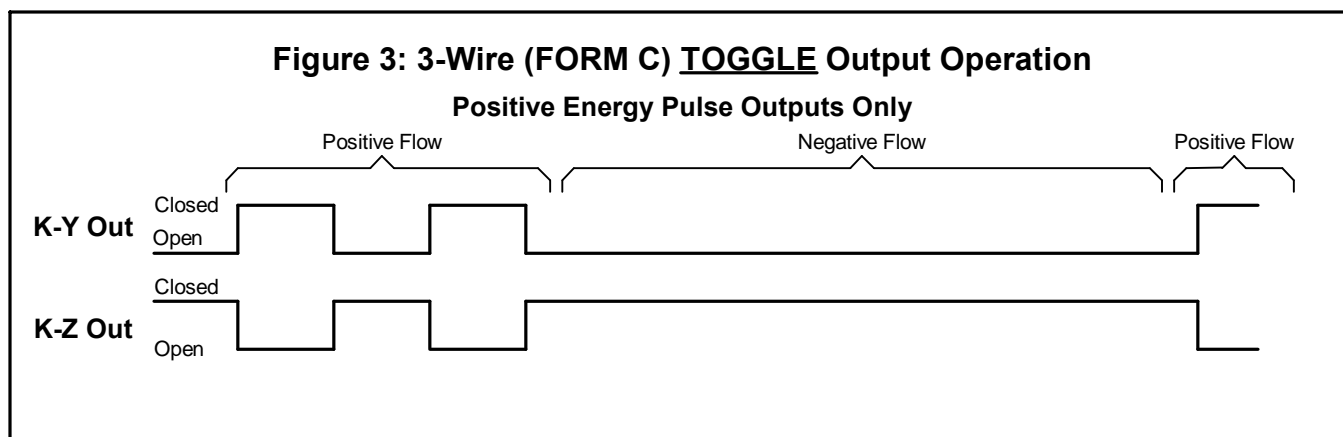 Figure 3: 3-Wire (FORM C) TOGGLE Output Operation
Positive Energy Pulse Outputs Only
Positive Flow
Negative Flow
Positive Flow
K-Y Out
Closed
Open
K-Z Out
Closed
Open